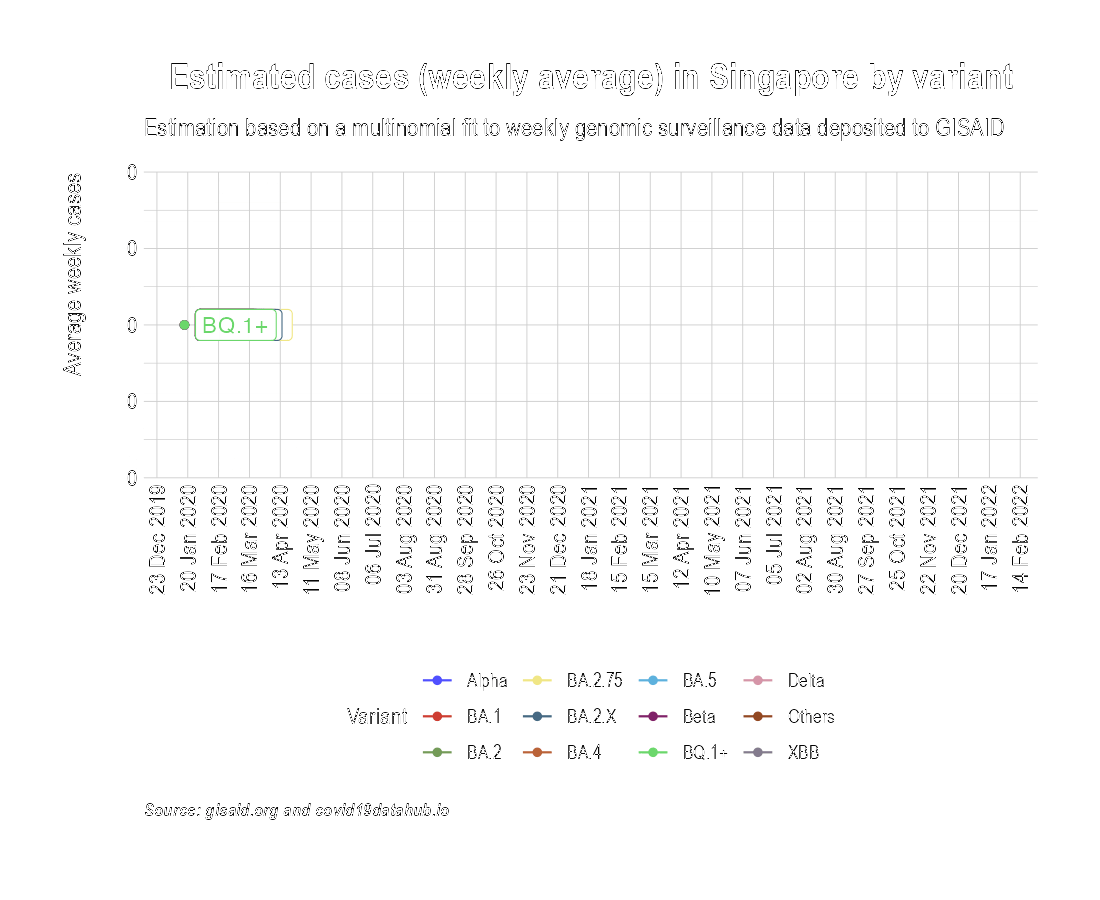 Estimated cases (weekly average) in Singapore by variant
Estimation based on a multinomial fit to weekly genomic surveillance data deposited to GISAID
Average weekly cases
0
0
0
0
0
BQ.1+
23 Dec 2019
20 Jan 2020
17 Feb 2020
16 Mar 2020
13 Apr 2020
11 May 2020
08 Jun 2020
06 Jul 2020
03 Aug 2020
31 Aug 2020
28 Sep 2020
26 Oct 2020
23 Nov 2020
21 Dec 2020
18 Jan 2021
15 Feb 2021
15 Mar 2021
12 Apr 2021
10 May 2021
07 Jun 2021
05 Jul 2021
02 Aug 2021
30 Aug 2021
27 Sep 2021
25 Oct 2021
22 Nov 2021
20 Dec 2021
17 Jan 2022
14 Feb 2022
Variant
Alpha
BA.2.75
BA.5
Delta
BA.1
BA.2.X
Beta
Others
BA.2
BA.4
BQ.1+
XBB
Source: gisaid.org and covid19datahub.io